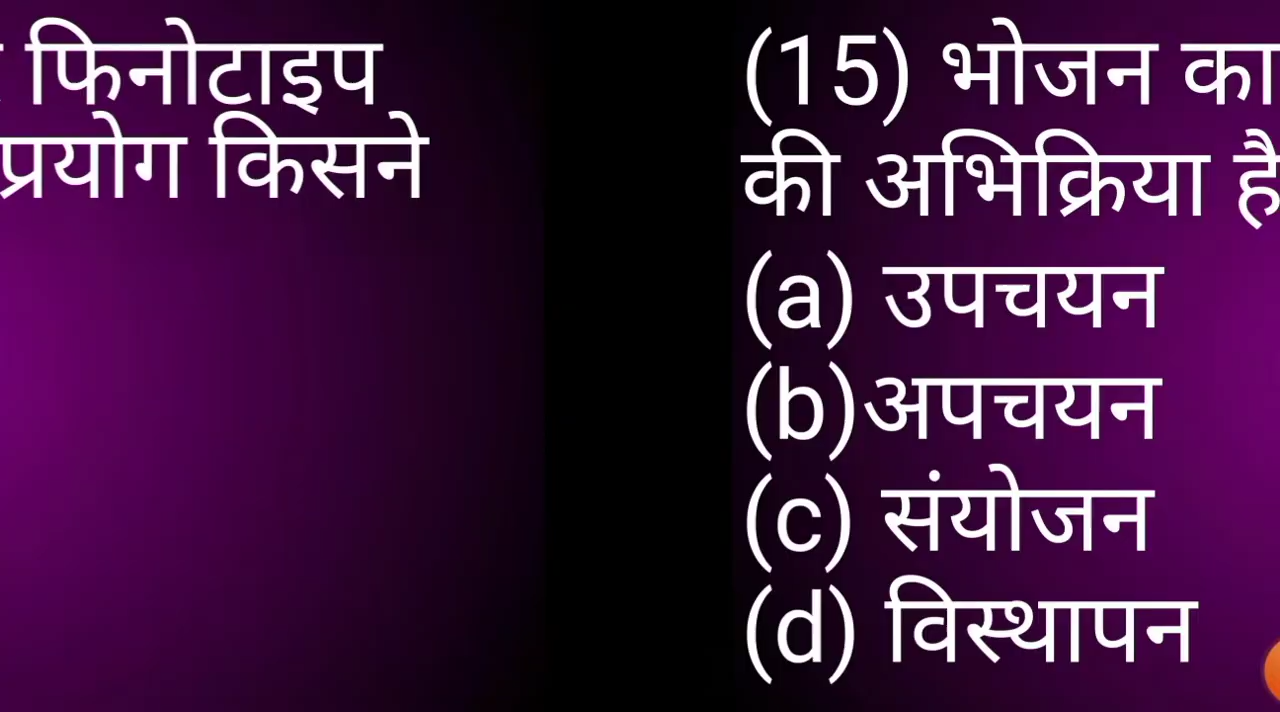 फिनोटाइप
प्रयोग किसने
(15) भोजन का
की अभिक्रिया है
(a) उपचयन
(b)अपचयन
(c) संयोजन
(d) विस्थापन